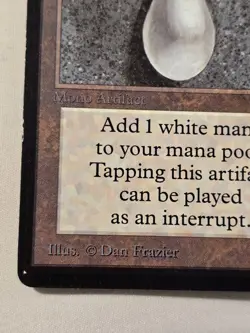 Mono Artifact
Add 1 white man
to your mana poo
Tapping this artifa
can be played
as an interrupt.
Illus. © Dan Frazier